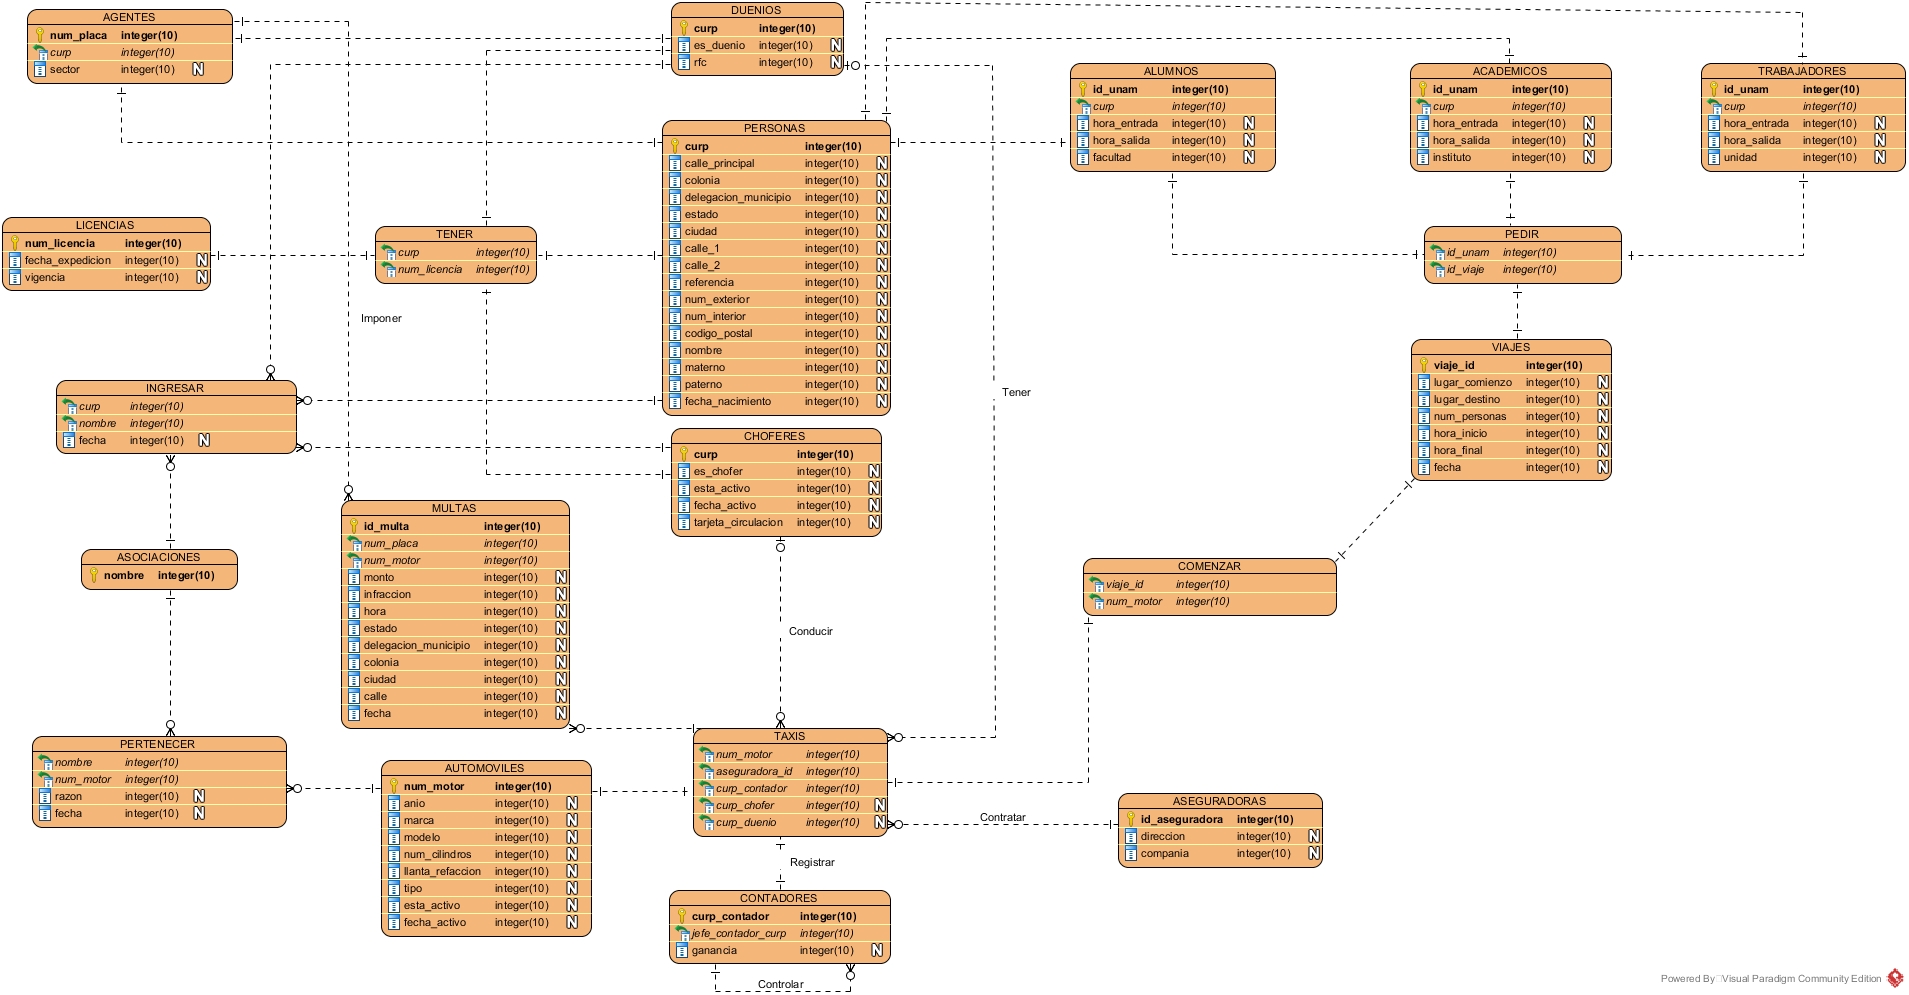 AGENTES
num_placa integer(10)
curp integer(10)
sector integer(10) N
DUENIOS
curp integer(10)
es_duenio integer(10) N
rfc integer(10) N
ALUMNOS
id_unam integer(10)
curp integer(10)
hora_entrada integer(10) N
hora_salida integer(10) N
facultad integer(10) N
ACADEMICOS
id_unam integer(10)
curp integer(10)
hora_entrada integer(10) N
hora_salida integer(10) N
instituto integer(10) N
TRABAJADORES
id_unam integer(10)
curp integer(10)
hora_entrada integer(10) N
hora_salida integer(10) N
unidad integer(10) N
PERSONAS
curp integer(10)
calle_principal integer(10) N
colonia integer(10) N
delegacion_municipio integer(10) N
estado integer(10) N
ciudad integer(10) N
calle_1 integer(10) N
calle_2 integer(10) N
referencia integer(10) N
num_exterior integer(10) N
num_interior integer(10) N
codigo_postal integer(10) N
nombre integer(10) N
materno integer(10) N
paterno integer(10) N
fecha_nacimiento integer(10) N
LICENCIAS
num_licencia integer(10)
fecha_expedicion integer(10) N
vigencia integer(10) N
TENER
curp integer(10)
num_licencia integer(10)
PEDIR
id_unam integer(10)
id_viaje integer(10)
Imponer
Tener
VIAJES
viaje_id integer(10)
lugar_comienzo integer(10) N
lugar_destino integer(10) N
num_personas integer(10) N
hora_inicio integer(10) N
hora_final integer(10) N
fecha integer(10) N
INGRESAR
curp integer(10)
nombre integer(10)
fecha integer(10) N
CHOFERES
curp integer(10)
es_chofer integer(10) N
esta_activo integer(10) N
fecha_activo integer(10) N
tarjeta_circulacion integer(10) N
MULTAS
id_multa integer(10)
num_placa integer(10)
num_motor integer(10)
monto integer(10) N
infraccion integer(10) N
hora integer(10) N
estado integer(10) N
delegacion_municipio integer(10) N
colonia integer(10) N
ciudad integer(10) N
calle integer(10) N
fecha integer(10) N
ASOCIACIONES
nombre integer(10)
COMENZAR
viaje_id integer(10)
num_motor integer(10)
Conducir
PERTENECER
nombre integer(10)
num_motor integer(10)
razon integer(10) N
fecha integer(10) N
AUTOMOVILES
num_motor integer(10)
anio integer(10) N
marca integer(10) N
modelo integer(10) N
num_cilindros integer(10) N
llanta_refaccion integer(10) N
tipo integer(10) N
esta_activo integer(10) N
fecha_activo integer(10) N
TAXIS
num_motor integer(10)
aseguradora_id integer(10)
curp_contador integer(10)
curp_chofer integer(10) N
curp_duenio integer(10) N
Contratar
ASEGURADORAS
id_aseguradora integer(10)
direccion integer(10) N
compania integer(10) N
Registrar
CONTADORES
curp_contador integer(10)
jefe_contador_curp integer(10)
ganancia integer(10) N
Controlar
Powered By Visual Paradigm Community Edition